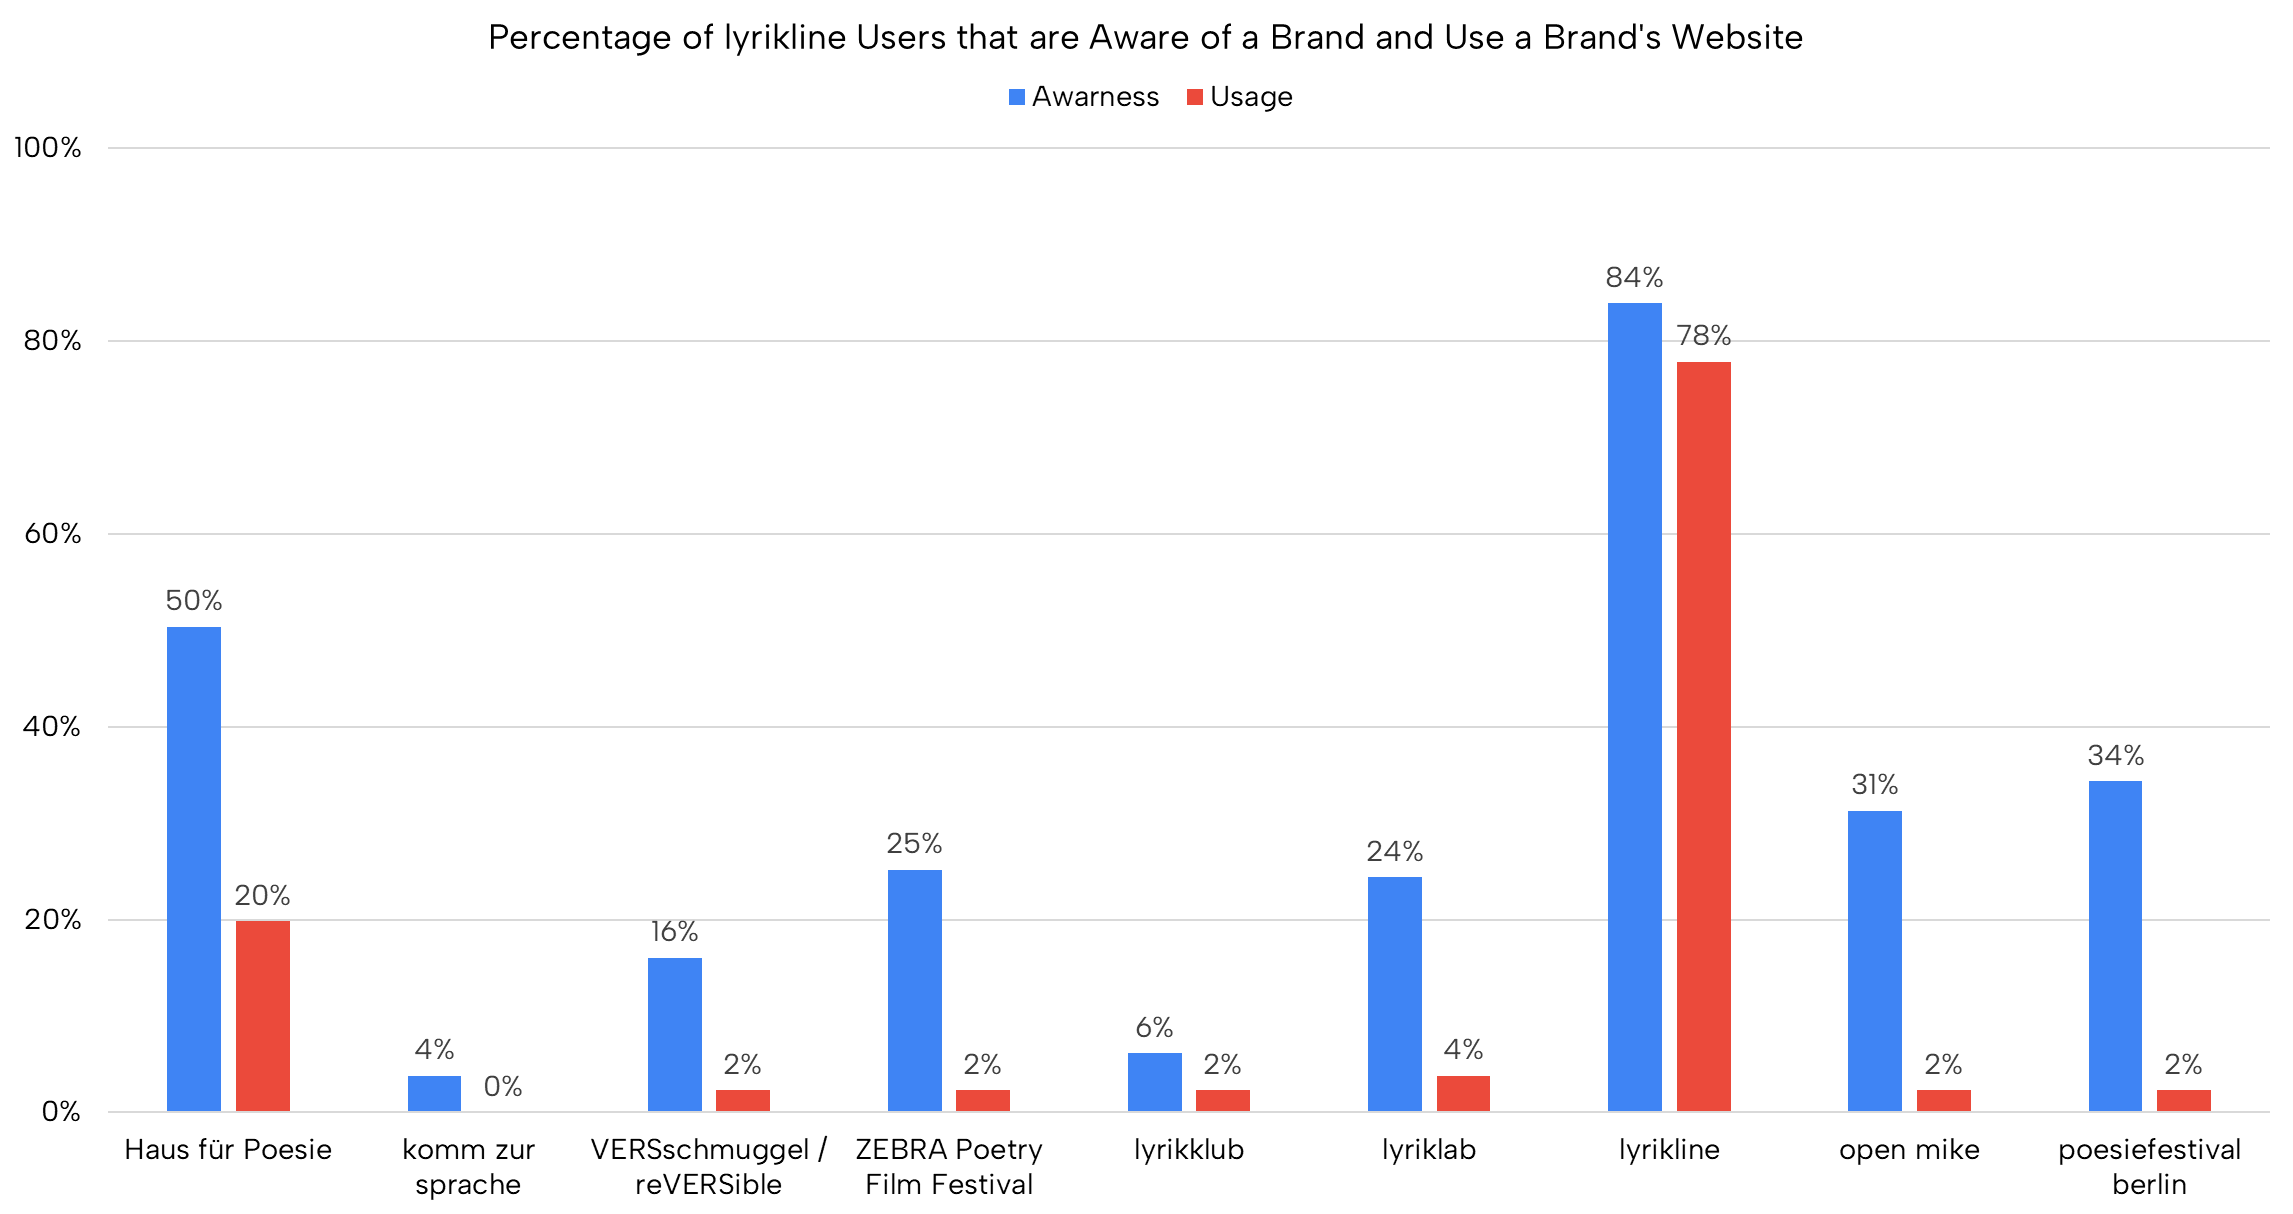 Percentage of lyrikline Users that are Aware of a Brand and Use a Brand's Website
Awarness Usage
100%
80%
60%
40%
20%
0%
50%
20%
4%
0%
16%
2%
25%
2%
6%
2%
24%
4%
84%
78%
31%
2%
34%
2%
Haus für Poesie
komm zur
sprache
VERSschmuggel /
reVERSible
ZEBRA Poetry
Film Festival
lyrikklub
lyriklab
lyrikline
open mike
poesiefestival
berlin